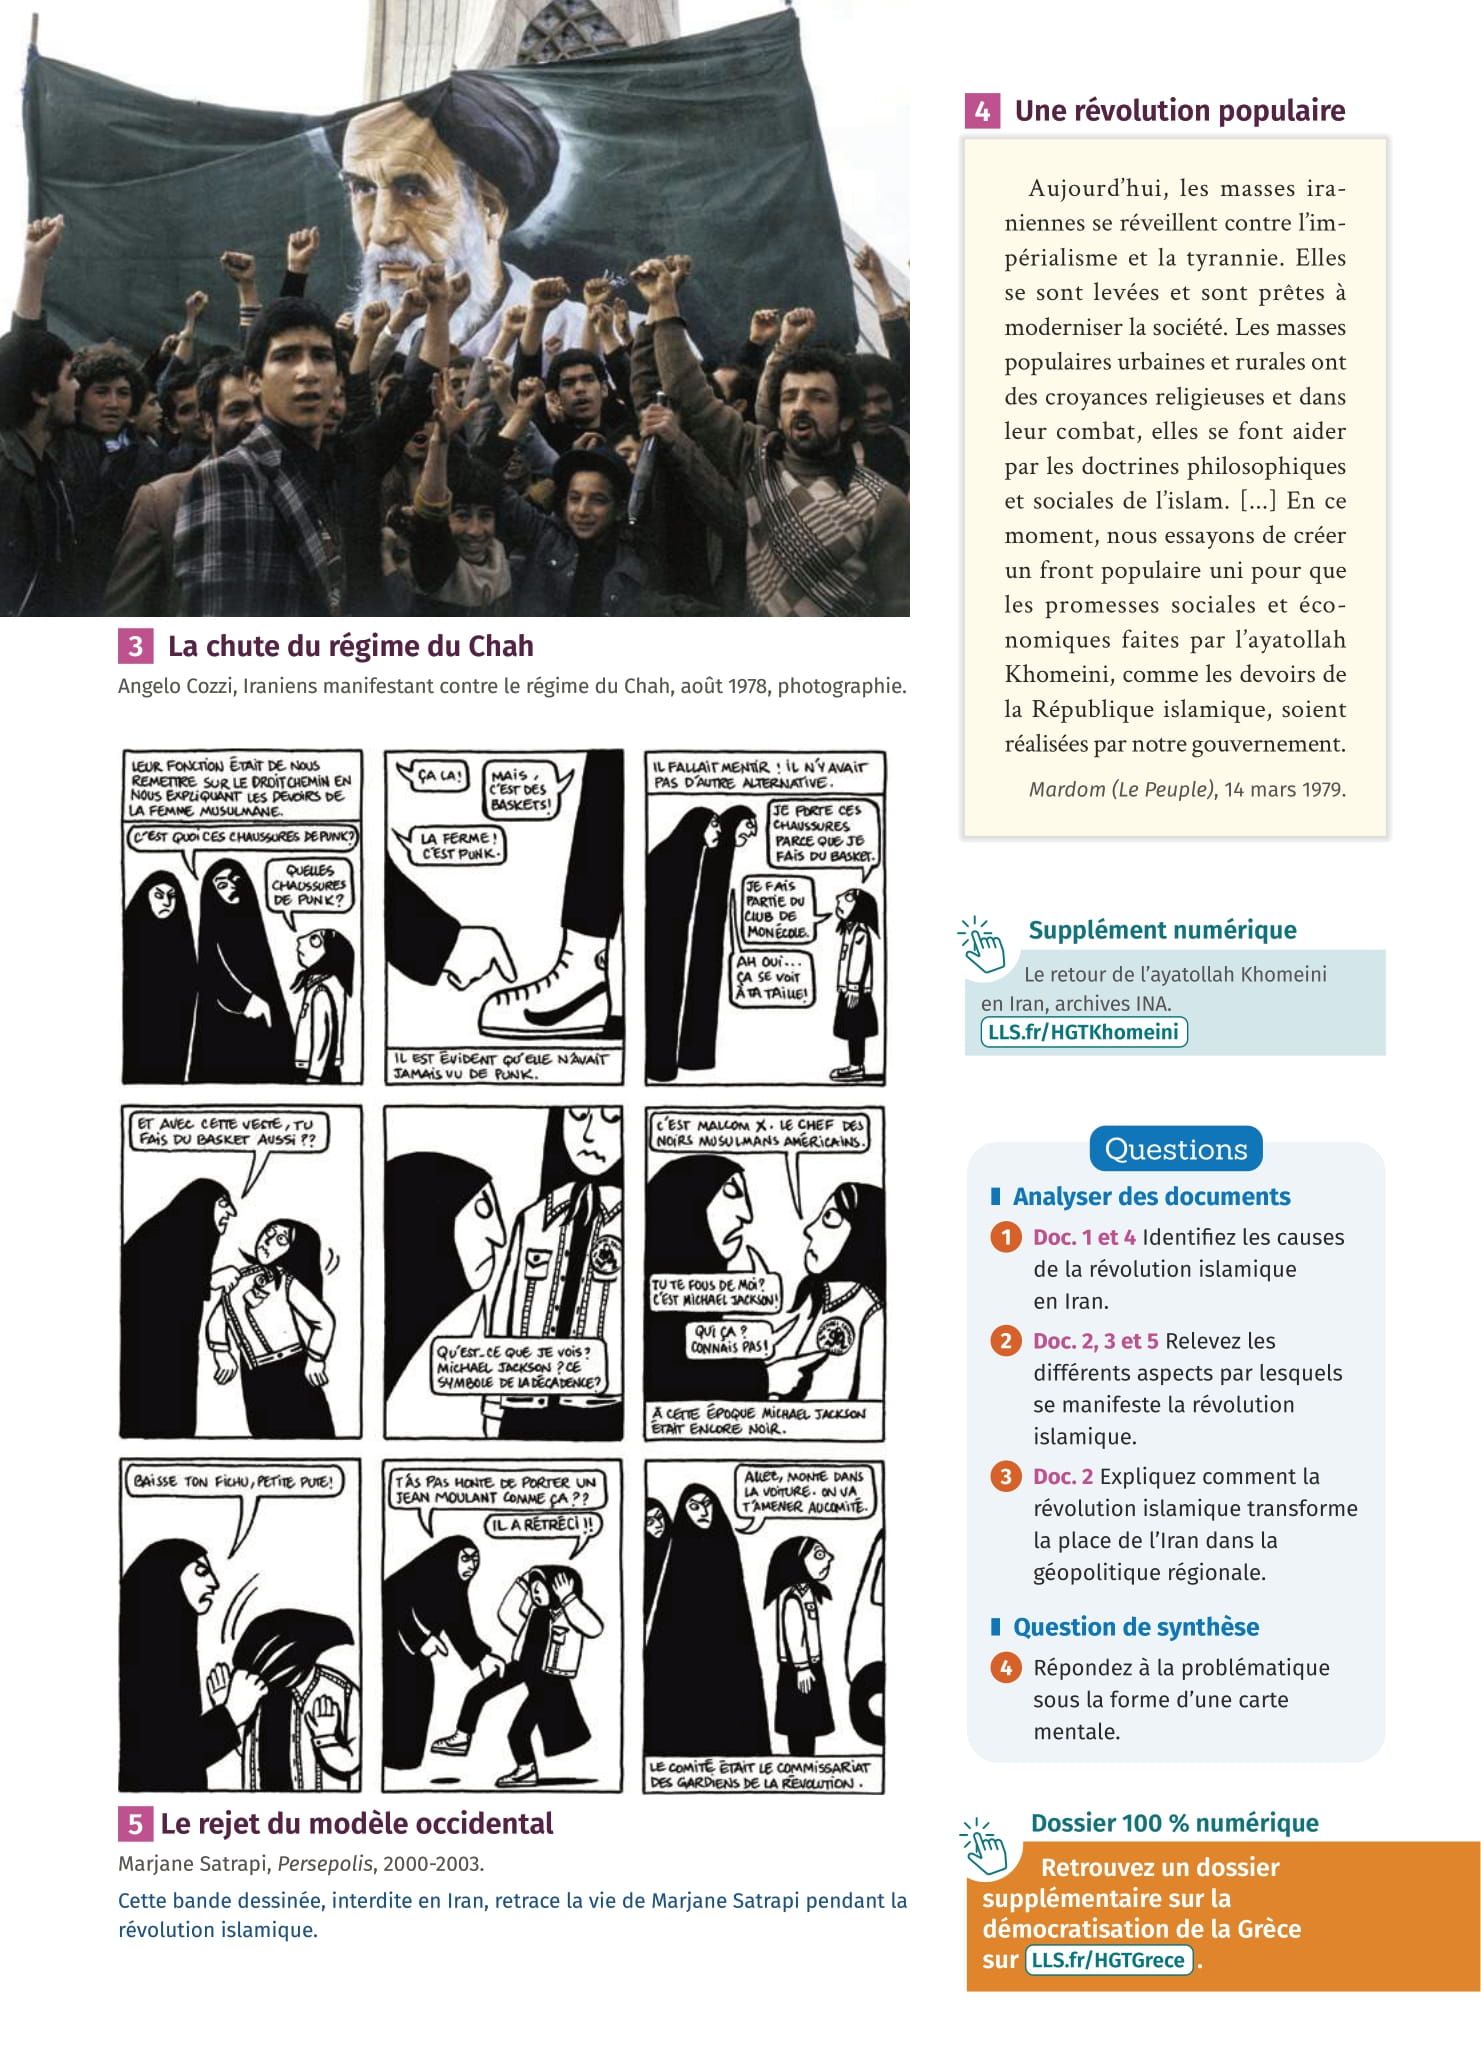 3 La chute du régime du Chah
Angelo Cozzi, Iraniens manifestant contre le régime du Chah, août 1978, photographie.
LEUR FONCTION ÉTAIT DE NOUS
REMETTRE SUR LE DROIT CHEMIN EN
NOUS EXPLIQUANT LES DEVOIRS DE
LA FEMME MUSULMANE.
C'EST QUOI CES CHAUSSURES DE PUNK?
QUELLES
CHAUSSURES
DE PUNK?
ÇA LA!
MAIS,
C'EST DES
BASKETS!
LA FERME!
C'EST PUNK.
IL EST ÉVIDENT QU'ELLE N'AVAIT
JAMAIS VU DE PUNK.
IL FALLAIT MENTIR ! IL N'Y AVAIT
PAS D'AUTRE ALTERNATIVE.
JE PORTE CES
CHAUSSURES
PARCE QUE JE
FAIS DU BASKET.
JE FAIS
PARTIE DU
CLUB DE
MON ÉCOLE.
AH OUI...
ÇA SE VOIT
À TA TAILLE!
ET AVEC CETTE VESTE, TU
FAIS DU BASKET AUSSI ??
QU'EST-CE QUE JE VOIS?
MICHAEL JACKSON ? CE
SYMBOLE DE LA DÉCADENCE?
C'EST MALCOM X. LE CHEF DES
NOIRS MUSULMANS AMÉRICAINS.
TU TE FOUS DE MOI?
C'EST MICHAEL JACKSON!
QUI ÇA ?
CONNAIS PAS!
À CETTE ÉPOQUE MICHAEL JACKSON
ÉTAIT ENCORE NOIR.
BAISSE TON FICHU, PETITE PUTE!
T'AS PAS HONTE DE PORTER UN
JEAN MOULANT COMME ÇA ??
IL A RÉTRÉCI !!
ALLEZ, MONTE DANS
LA VOITURE. ON VA
T'AMENER AU COMITÉ.
LE COMITÉ ÉTAIT LE COMMISSARIAT
DES GARDIENS DE LA RÉVOLUTION.
5 Le rejet du modèle occidental
Marjane Satrapi, Persepolis, 2000-2003.
Cette bande dessinée, interdite en Iran, retrace la vie de Marjane Satrapi pendant la
révolution islamique.
4 Une révolution populaire
Aujourd'hui, les masses ira-
niennes se réveillent contre l'im-
périalisme et la tyrannie. Elles
se sont levées et sont prêtes à
moderniser la société. Les masses
populaires urbaines et rurales ont
des croyances religieuses et dans
leur combat, elles se font aider
par les doctrines philosophiques
et sociales de l'islam. [...] En ce
moment, nous essayons de créer
un front populaire uni pour que
les promesses sociales et éco-
nomiques faites par l'ayatollah
Khomeini, comme les devoirs de
la République islamique, soient
réalisées par notre gouvernement.
Mardom (Le Peuple), 14 mars 1979.
Supplément numérique
Le retour de l'ayatollah Khomeini
en Iran, archives INA.
LLS.fr/HGTKhomeini
Questions
Analyser des documents
1 Doc. 1 et 4 Identifiez les causes
de la révolution islamique
en Iran.
2 Doc. 2, 3 et 5 Relevez les
différents aspects par lesquels
se manifeste la révolution
islamique.
3 Doc. 2 Expliquez comment la
révolution islamique transforme
la place de l'Iran dans la
géopolitique régionale.
Question de synthèse
4 Répondez à la problématique
sous la forme d'une carte
mentale.
Dossier 100 % numérique
Retrouvez un dossier
supplémentaire sur la
démocratisation de la Grèce
sur LLS.fr/HGTGrece .